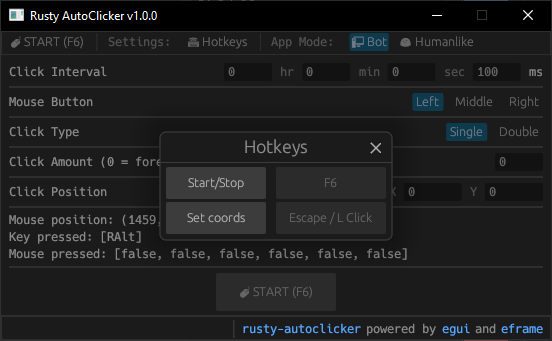 Rusty AutoClicker v1.0.0
START (F6) Settings: Hotkeys App Mode: Bot Humanlike
Click Interval 0 hr 0 min 0 sec 100 ms
Mouse Button Left Middle Right
Click Type Single Double
Click Amount (0 = fore 0
Click Position X 0 Y 0
Hotkeys
Start/Stop F6
Set coords Escape / L Click
Mouse position: (1459,
Key pressed: [RAlt]
Mouse pressed: [false, false, false, false, false, false]
START (F6)
rusty-autoclicker powered by egui and eframe